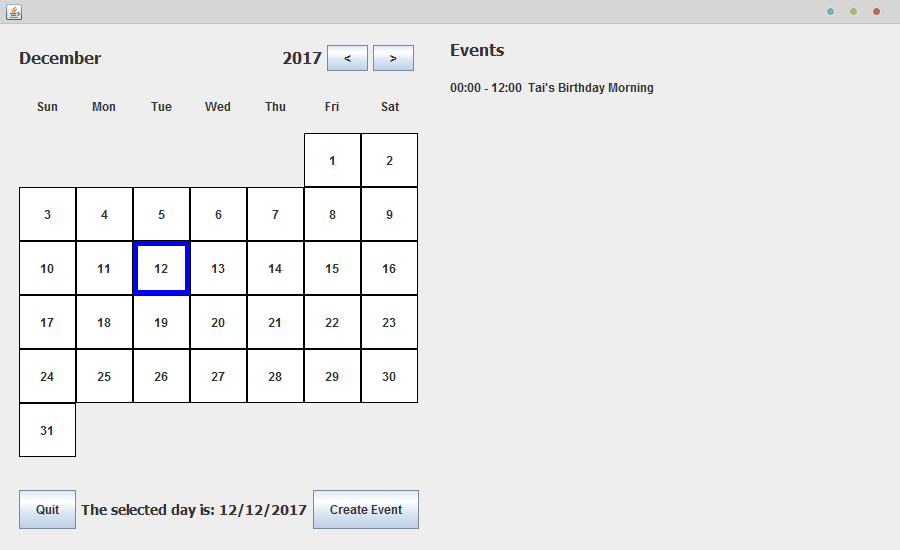 December 2017 < >
Sun Mon Tue Wed Thu Fri Sat
1 2
3 4 5 6 7 8 9
10 11 12 13 14 15 16
17 18 19 20 21 22 23
24 25 26 27 28 29 30
31
Quit The selected day is: 12/12/2017 Create Event
Events
00:00 - 12:00 Tai's Birthday Morning